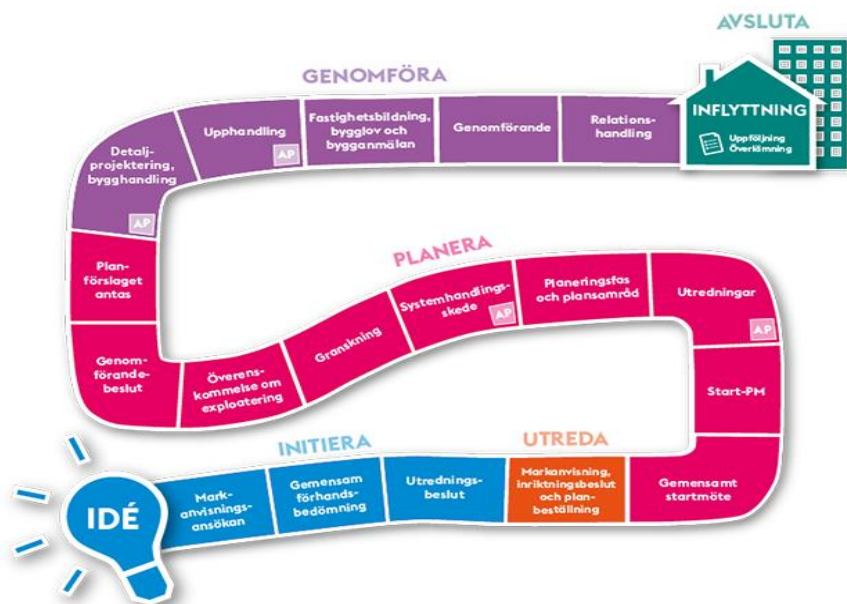 AVSLUTA
GENOMFÖRA
INFLYTTNING
Uppföljning
Överlämning
Relations-
handling
Genomförande
Fastighetsbildning,
bygglov och
bygganmälan
Upphandling
AP
Detalj-
projektering,
bygghandling
AP
Plan-
förslaget
antas
Genom-
förande-
beslut
Överens-
kommelse om
exploatering
Granskning
PLANERA
Systemhandlings-
skede
AP
Planeringsfas
och plansamråd
Utredningar
AP
Start-PM
Gemensamt
startmöte
UTREDA
Markanvisning,
inriktningsbeslut
och plan-
beställning
INITIERA
Utrednings-
beslut
Gemensam
förhands-
bedömning
Mark-
anvisnings-
ansökan
IDÉ